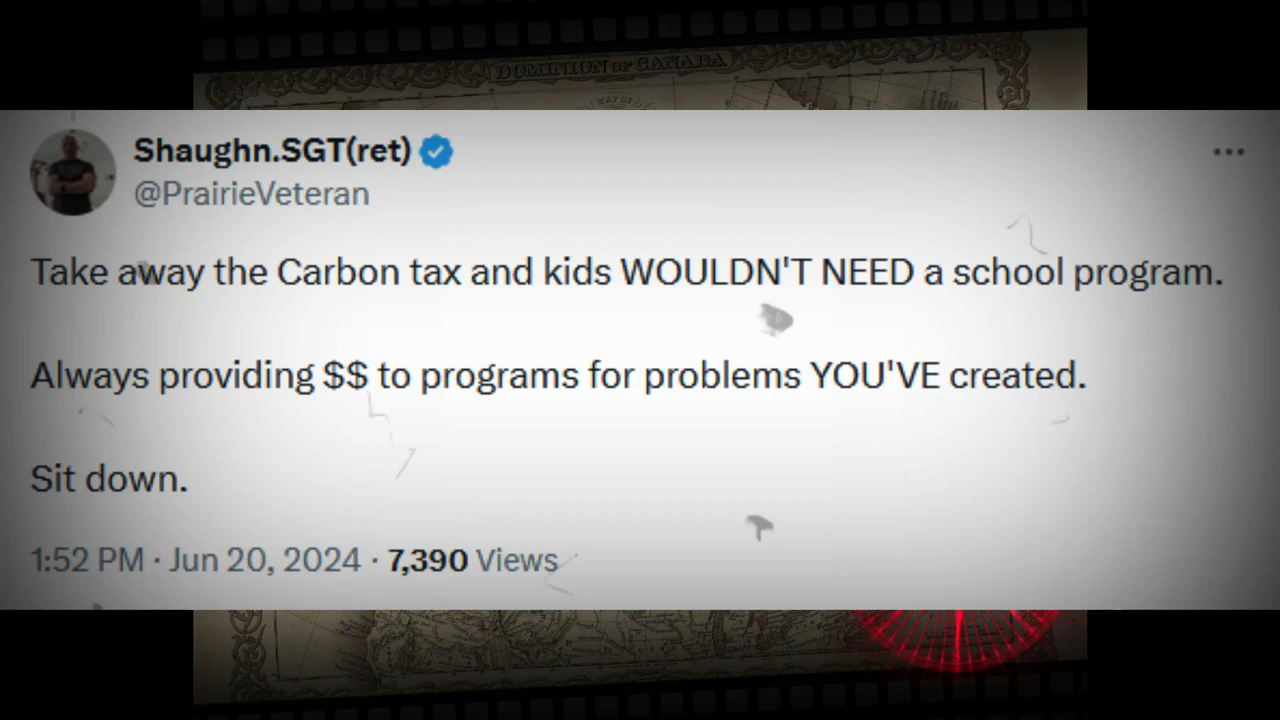 DOMINION OF CANADA
MAP OF
Shaughn.SGT(ret)
@PrairieVeteran
Take away the Carbon tax and kids WOULDN'T NEED a school program.
Always providing $$ to programs for problems YOU'VE created.
Sit down.
1:52 PM · Jun 20, 2024 · 7,390 Views